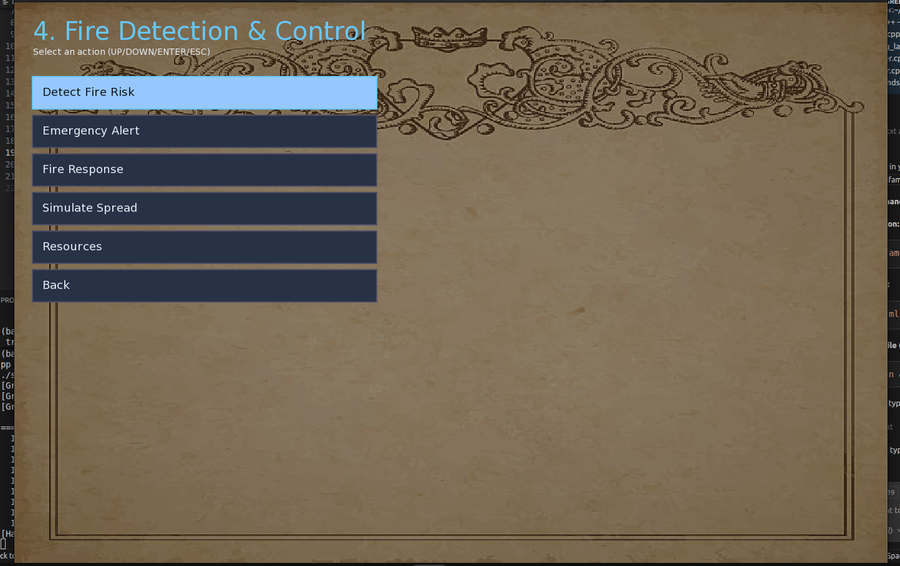 4. Fire Detection & Control
Select an action (UP/DOWN/ENTER/ESC)
Detect Fire Risk
Emergency Alert
Fire Response
Simulate Spread
Resources
Back